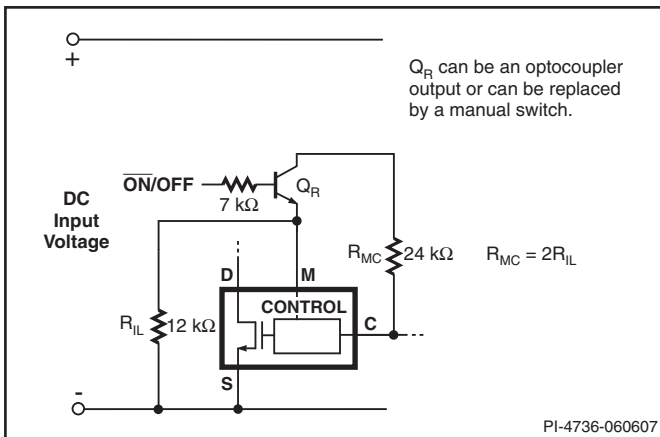 +
Q_R can be an optocoupler
output or can be replaced
by a manual switch.
ON/OFF
Q_R
7 kΩ
DC
Input
Voltage
R_MC
24 kΩ
R_MC = 2R_IL
D
M
CONTROL
C
R_IL
12 kΩ
S
-
PI-4736-060607